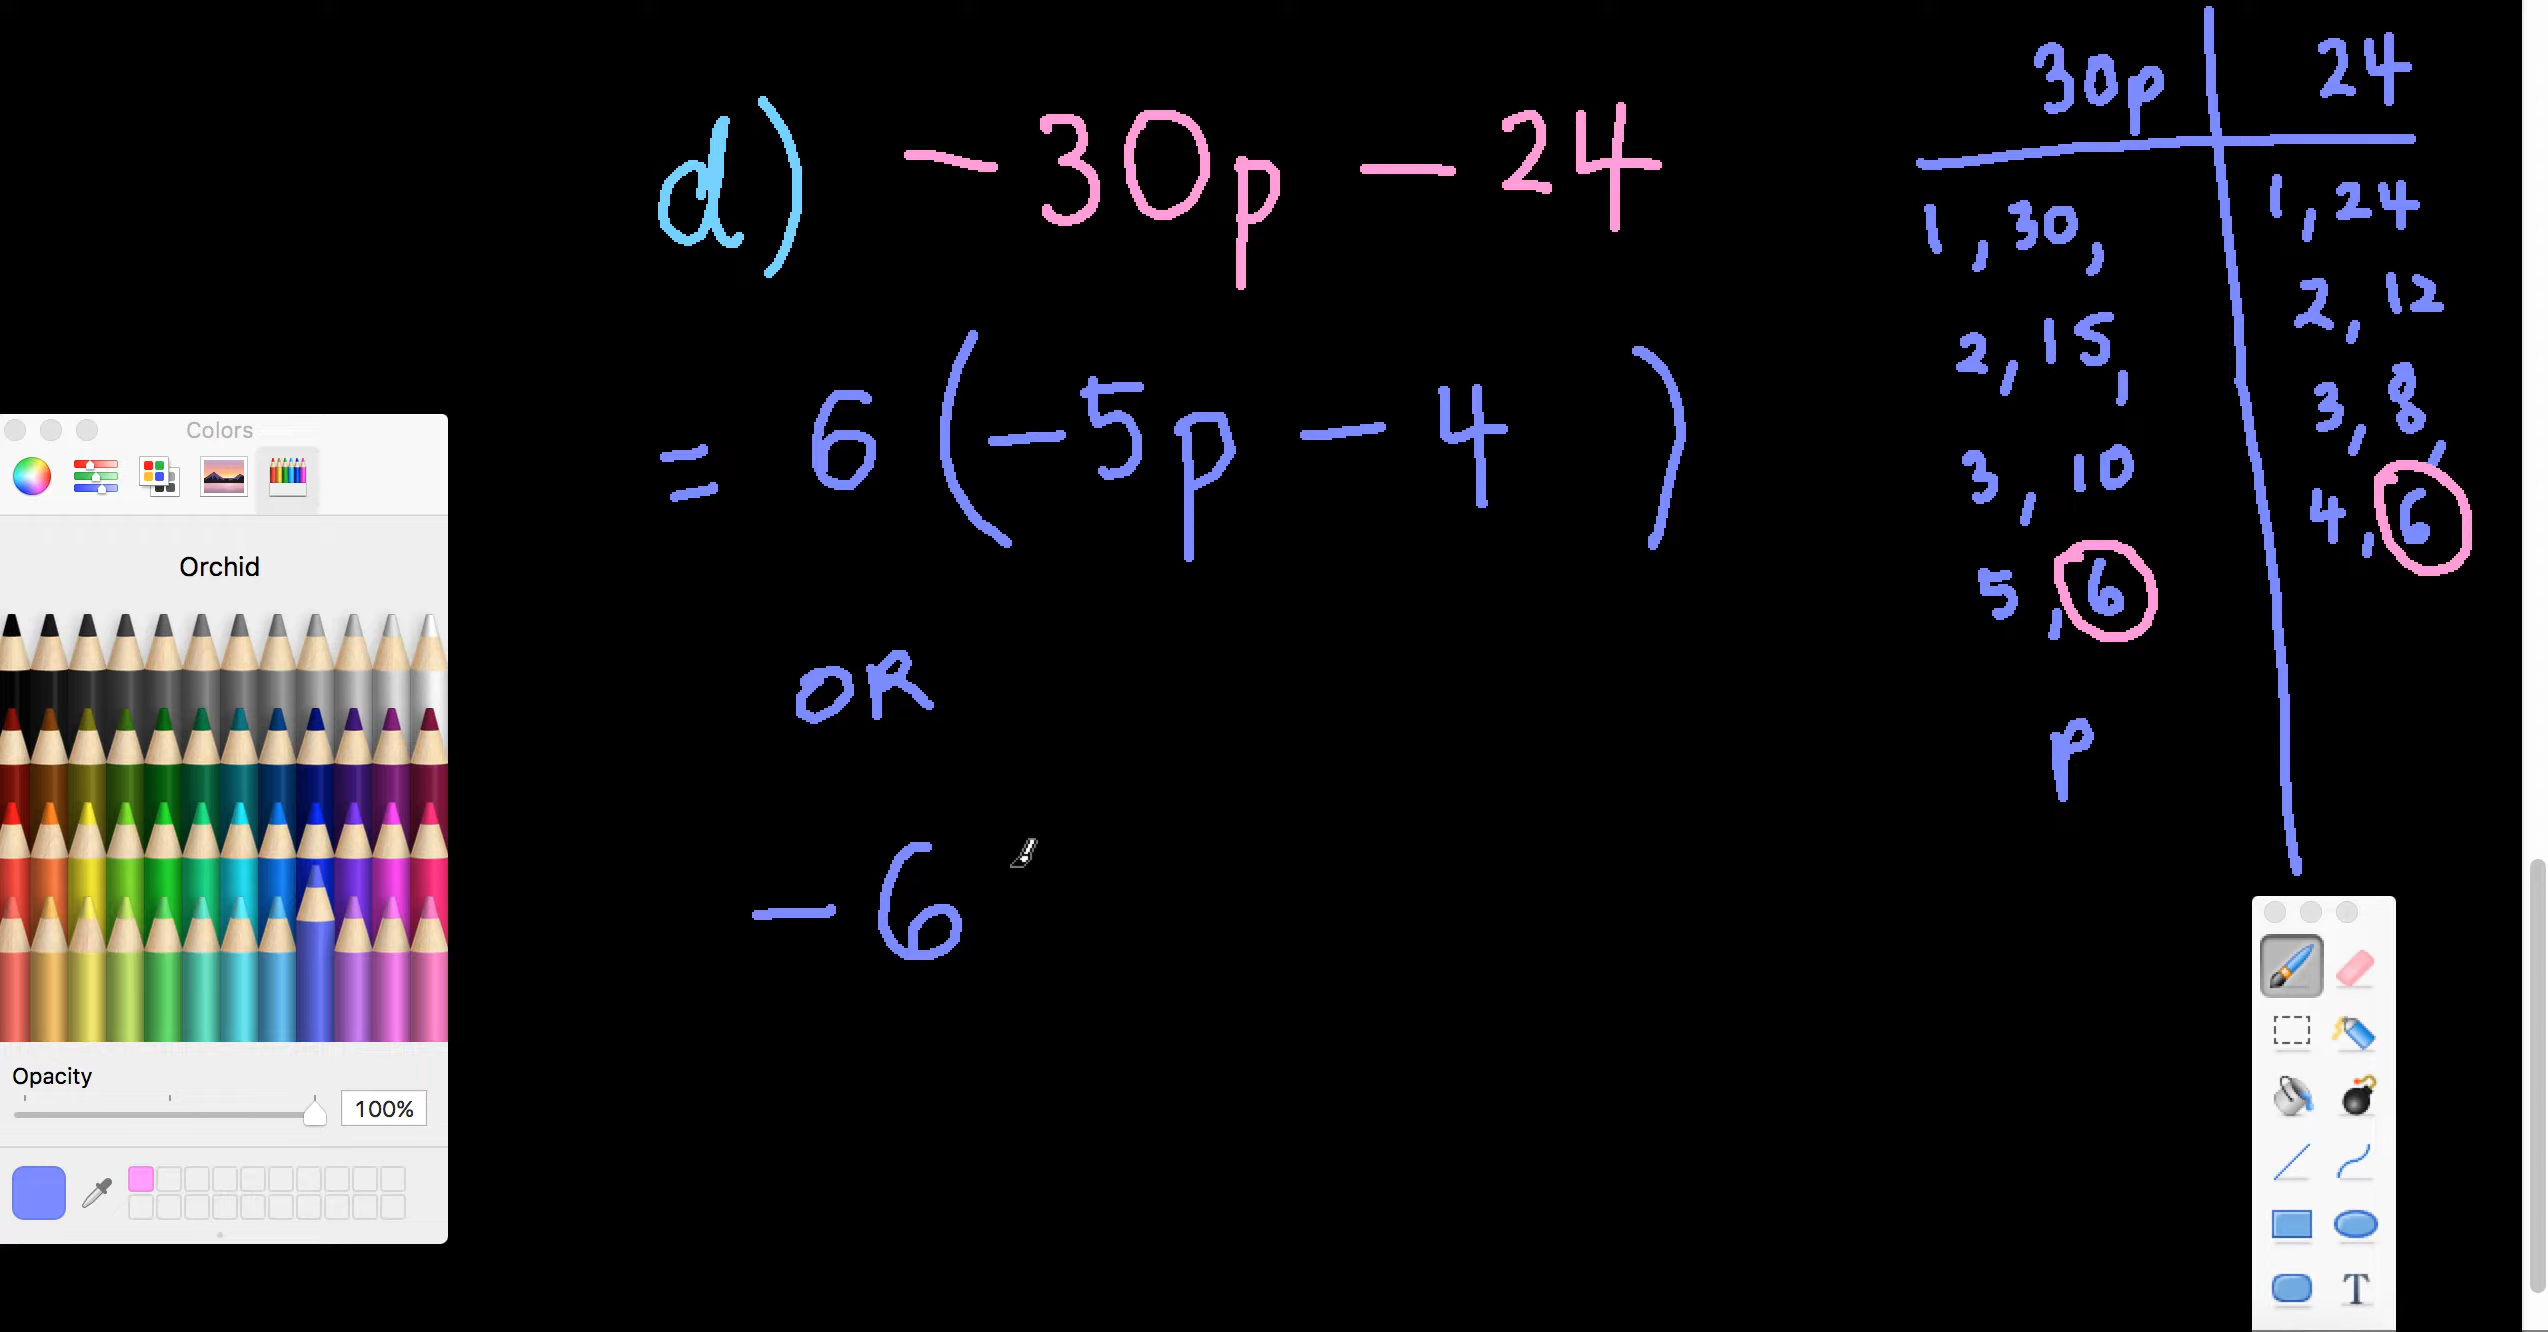 d) -30p - 24
= 6(-5p - 4)
OR
-6
30p 24
1, 30,
2, 15,
3, 10
5, 6
p
1, 24
2, 12
3, 8,
4, 6
Colors
Orchid
Opacity
100%
T